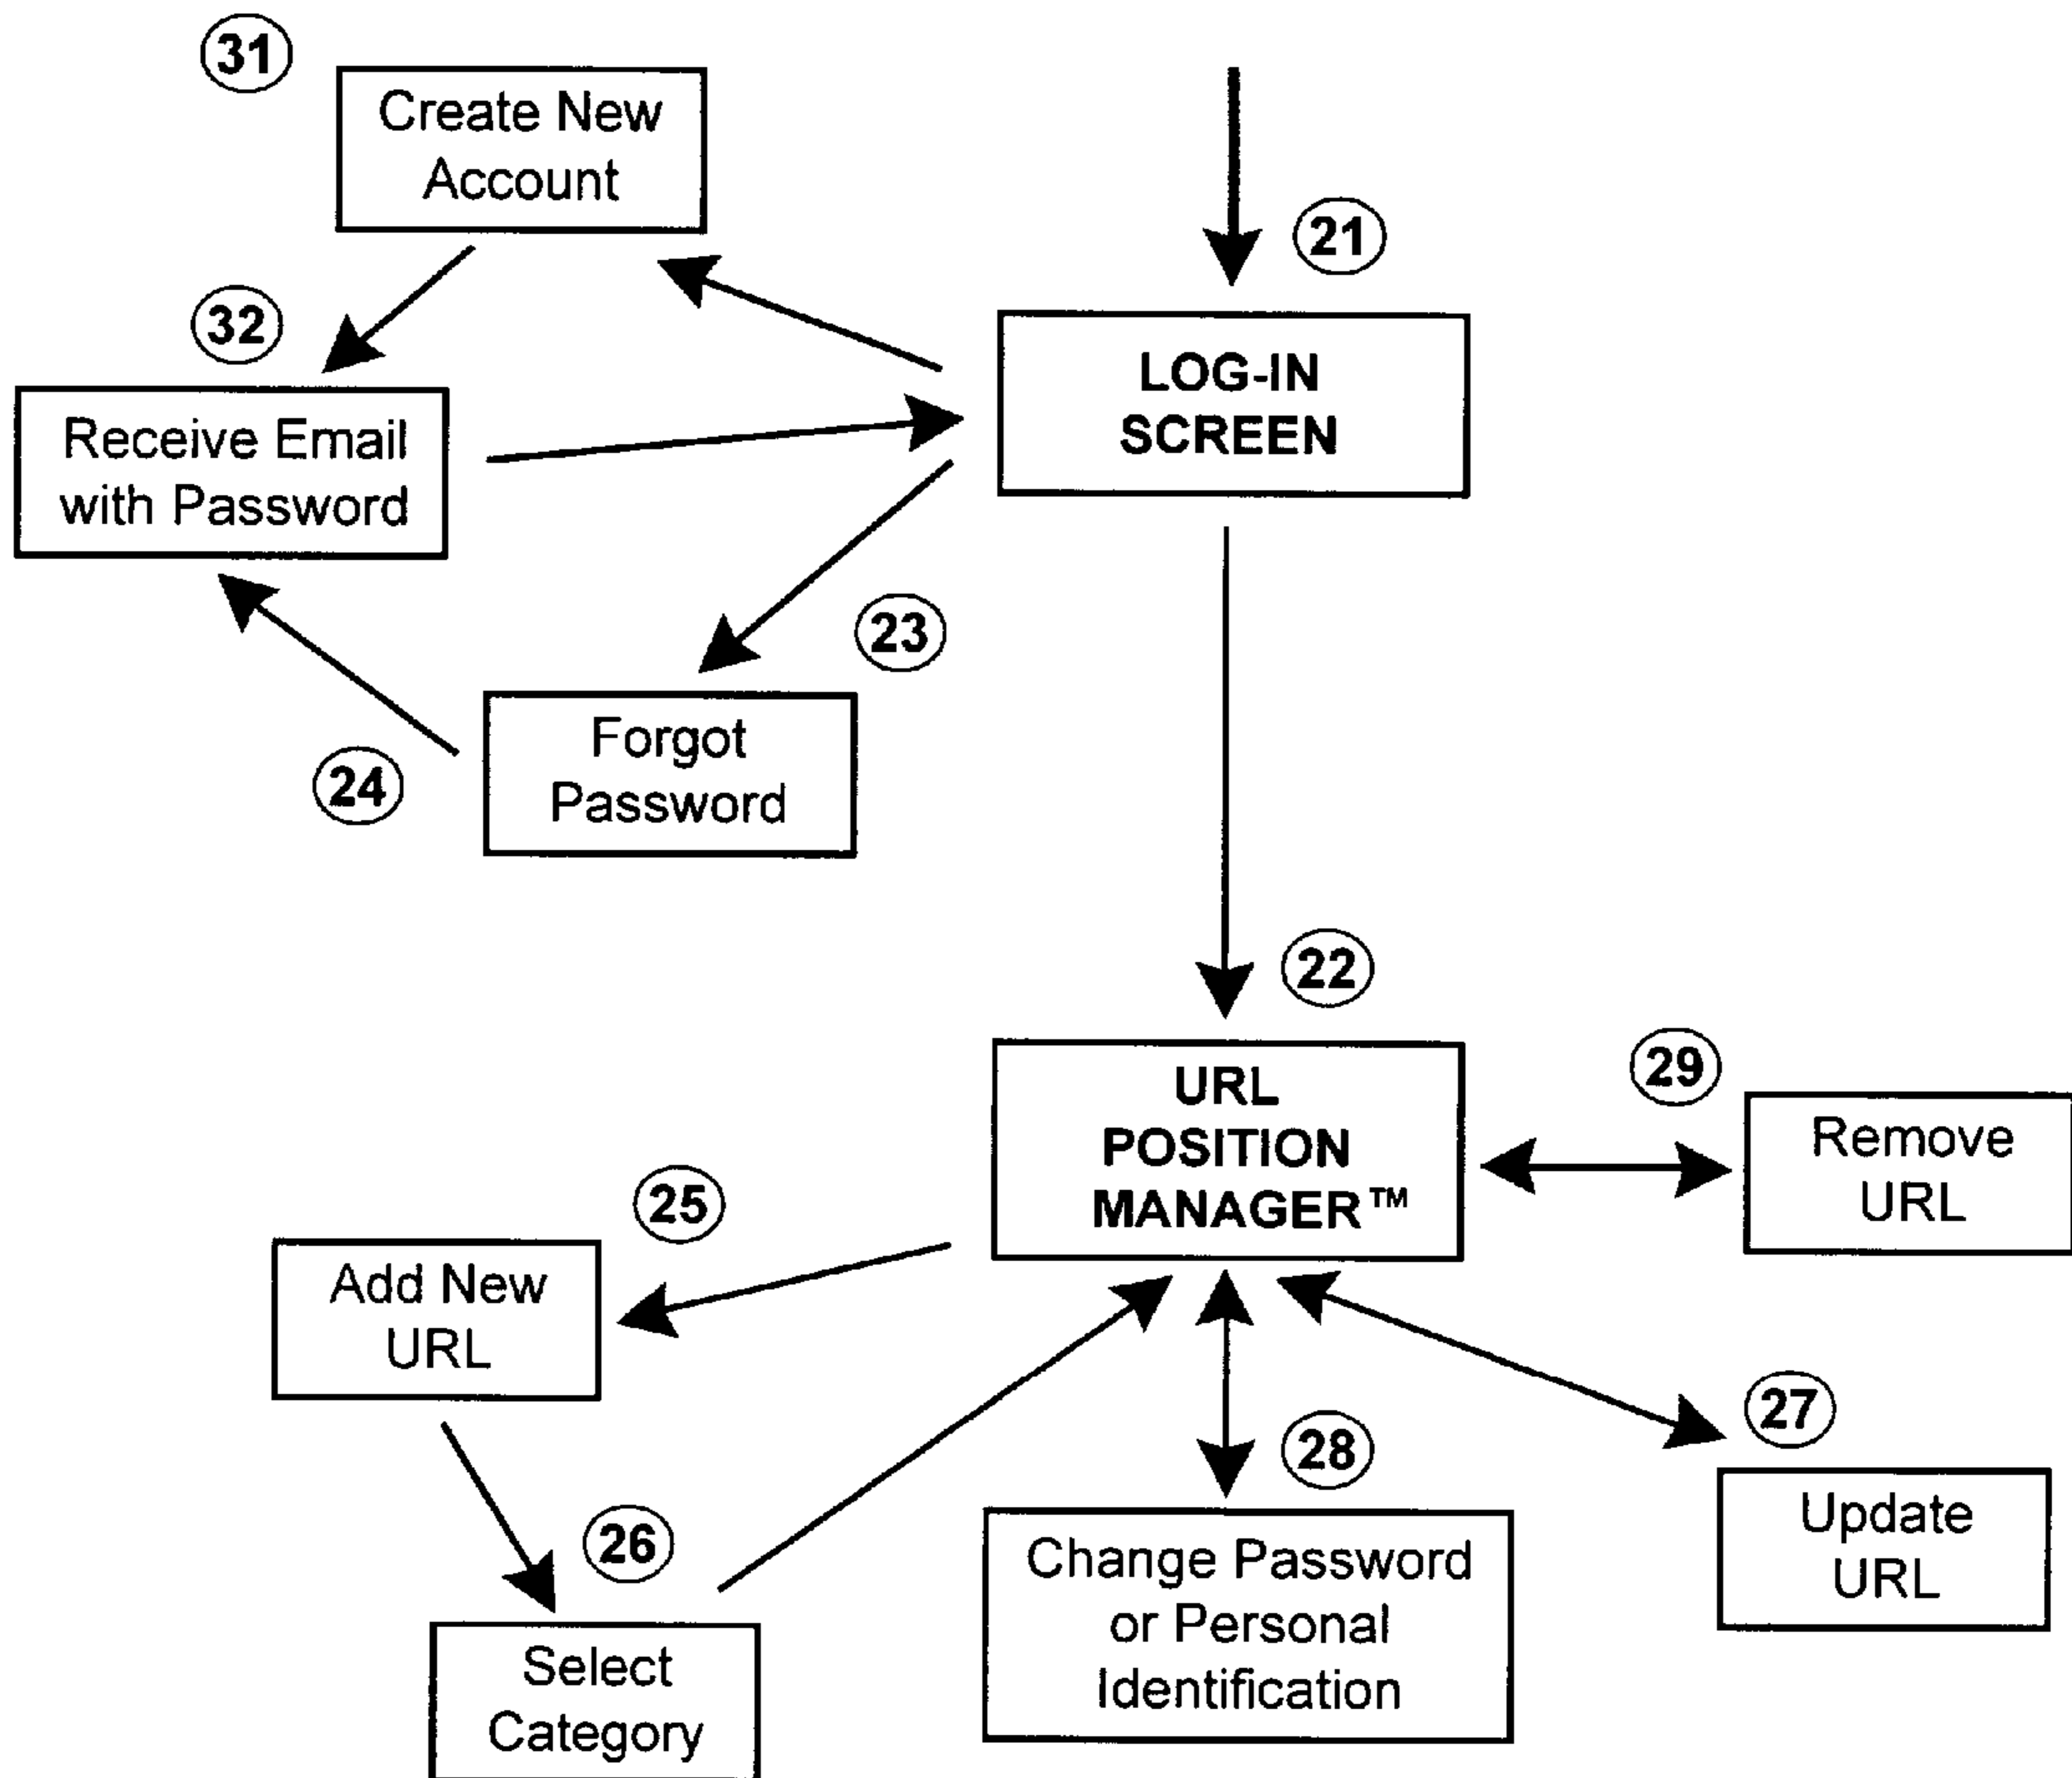 31
Create New
Account
21
32
LOG-IN
SCREEN
Receive Email
with Password
23
Forgot
Password
24
22
URL
POSITION
MANAGER™
29
Remove
URL
25
Add New
URL
27
28
Update
URL
26
Change Password
or Personal
Identification
Select
Category